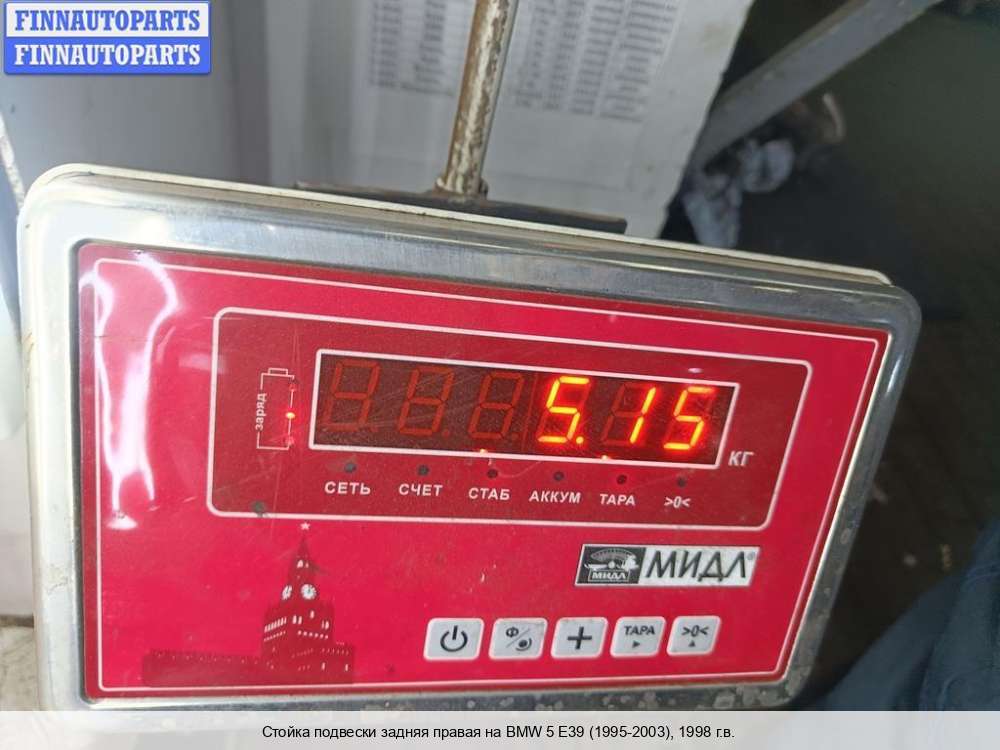 FINNAUTOPARTS
FINNAUTOPARTS
заряд
5.15
КГ
СЕТЬ СЧЕТ СТАБ АККУМ ТАРА >0<
МИДЛ МИДЛ®
Ф ТАРА >0<
Стойка подвески задняя правая на BMW 5 E39 (1995-2003), 1998 г.в.